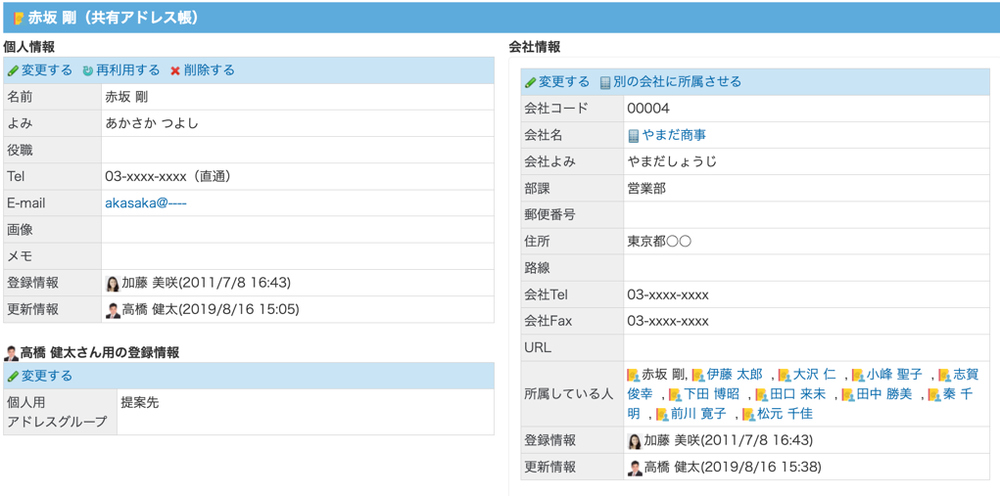 赤坂 剛（共有アドレス帳）
個人情報
変更する 再利用する 削除する
名前 赤坂 剛
よみ あかさか つよし
役職
Tel 03-xxxx-xxxx（直通）
E-mail akasaka@----
画像
メモ
登録情報 加藤 美咲(2011/7/8 16:43)
更新情報 高橋 健太(2019/8/16 15:05)
高橋 健太さん用の登録情報
変更する
個人用
アドレスグループ 提案先
会社情報
変更する 別の会社に所属させる
会社コード 00004
会社名 やまだ商事
会社よみ やまだしょうじ
部課 営業部
郵便番号
住所 東京都〇〇
路線
会社Tel 03-xxxx-xxxx
会社Fax 03-xxxx-xxxx
URL
所属している人 赤坂 剛, 伊藤 太郎 , 大沢 仁 , 小峰 聖子 , 志賀
俊幸 , 下田 博昭 , 田口 来未 , 田中 勝美 , 秦 千
明 , 前川 寛子 , 松元 千佳
登録情報 加藤 美咲(2011/7/8 16:43)
更新情報 高橋 健太(2019/8/16 15:38)